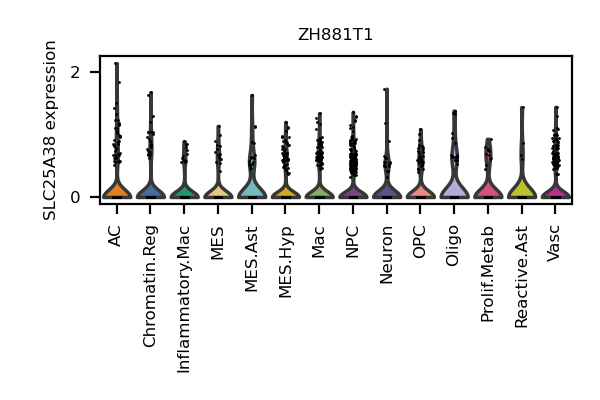 ZH881T1
SLC25A38 expression
2
0
AC
Chromatin.Reg
Inflammatory.Mac
MES
MES.Ast
MES.Hyp
Mac
NPC
Neuron
OPC
Oligo
Prolif.Metab
Reactive.Ast
Vasc